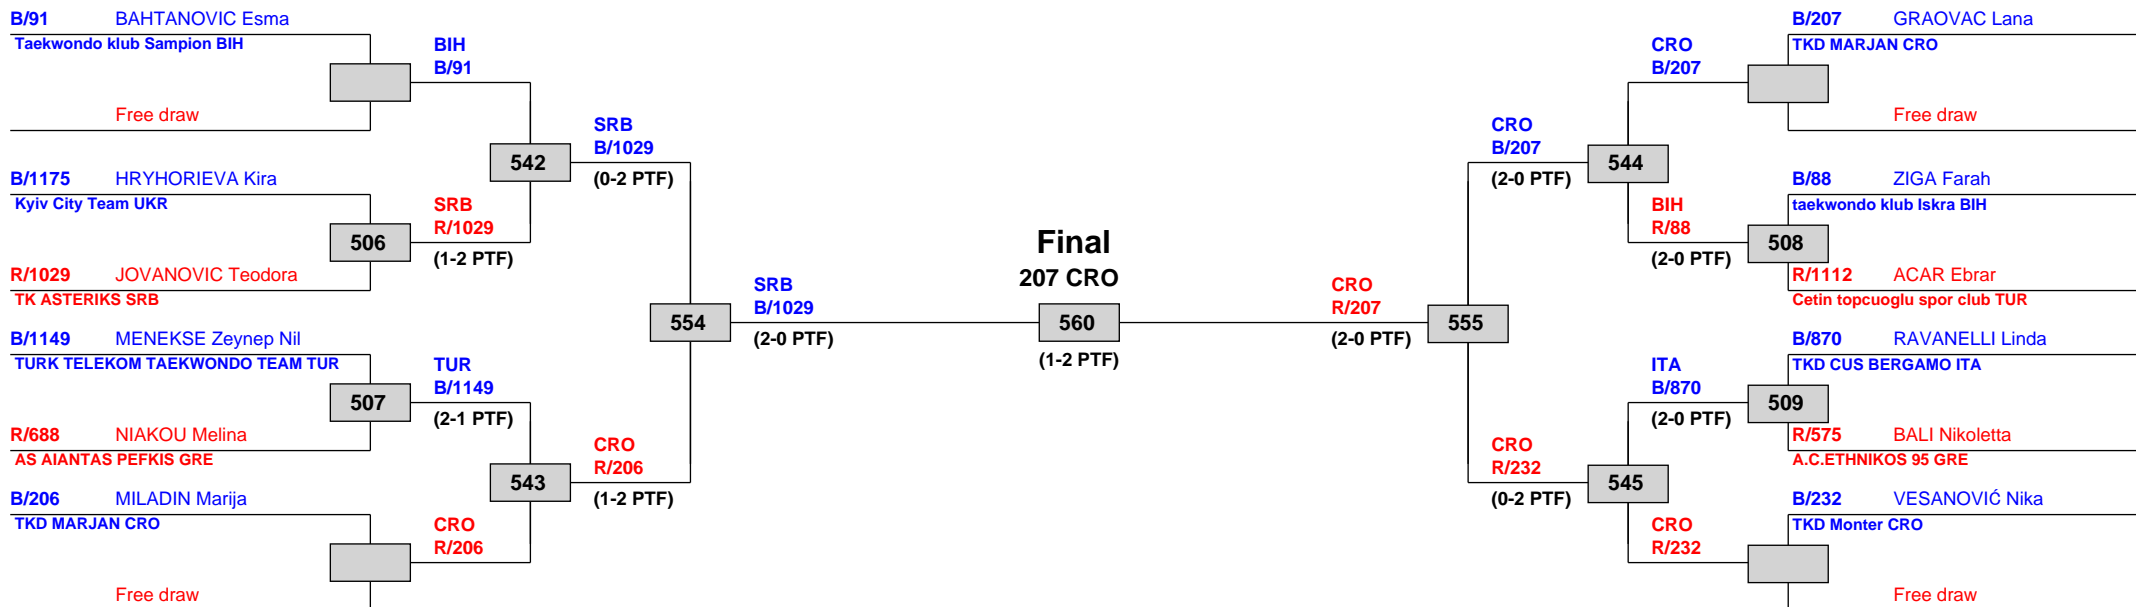 B/91 BAHTANOVIC Esma
Taekwondo klub Sampion BIH
Free draw
B/1175 HRYHORIEVA Kira
Kyiv City Team UKR
R/1029 JOVANOVIC Teodora
TK ASTERIKS SRB
B/1149 MENEKSE Zeynep Nil
TURK TELEKOM TAEKWONDO TEAM TUR
R/688 NIAKOU Melina
AS AIANTAS PEFKIS GRE
B/206 MILADIN Marija
TKD MARJAN CRO
Free draw
506
507
BIH
B/91
SRB
R/1029
(1-2 PTF)
TUR
B/1149
(2-1 PTF)
CRO
R/206
542
543
SRB
B/1029
(0-2 PTF)
CRO
R/206
(1-2 PTF)
554
SRB
B/1029
(2-0 PTF)
Final
207 CRO
560
(1-2 PTF)
CRO
R/207
(2-0 PTF)
555
CRO
B/207
(2-0 PTF)
CRO
R/232
(0-2 PTF)
544
545
CRO
B/207
BIH
R/88
(2-0 PTF)
ITA
B/870
(2-0 PTF)
CRO
R/232
508
509
B/207 GRAOVAC Lana
TKD MARJAN CRO
Free draw
B/88 ZIGA Farah
taekwondo klub Iskra BIH
R/1112 ACAR Ebrar
Cetin topcuoglu spor club TUR
B/870 RAVANELLI Linda
TKD CUS BERGAMO ITA
R/575 BALI Nikoletta
A.C.ETHNIKOS 95 GRE
B/232 VESANOVIĆ Nika
TKD Monter CRO
Free draw